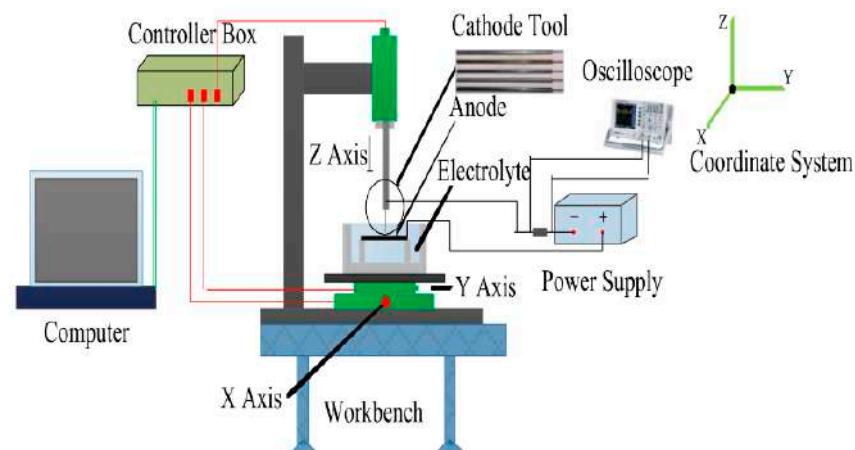 Controller Box
Cathode Tool
Anode
Oscilloscope
Z
Y
X
Coordinate System
Z Axis
Electrolyte
− +
Power Supply
Y Axis
Computer
X Axis
Workbench